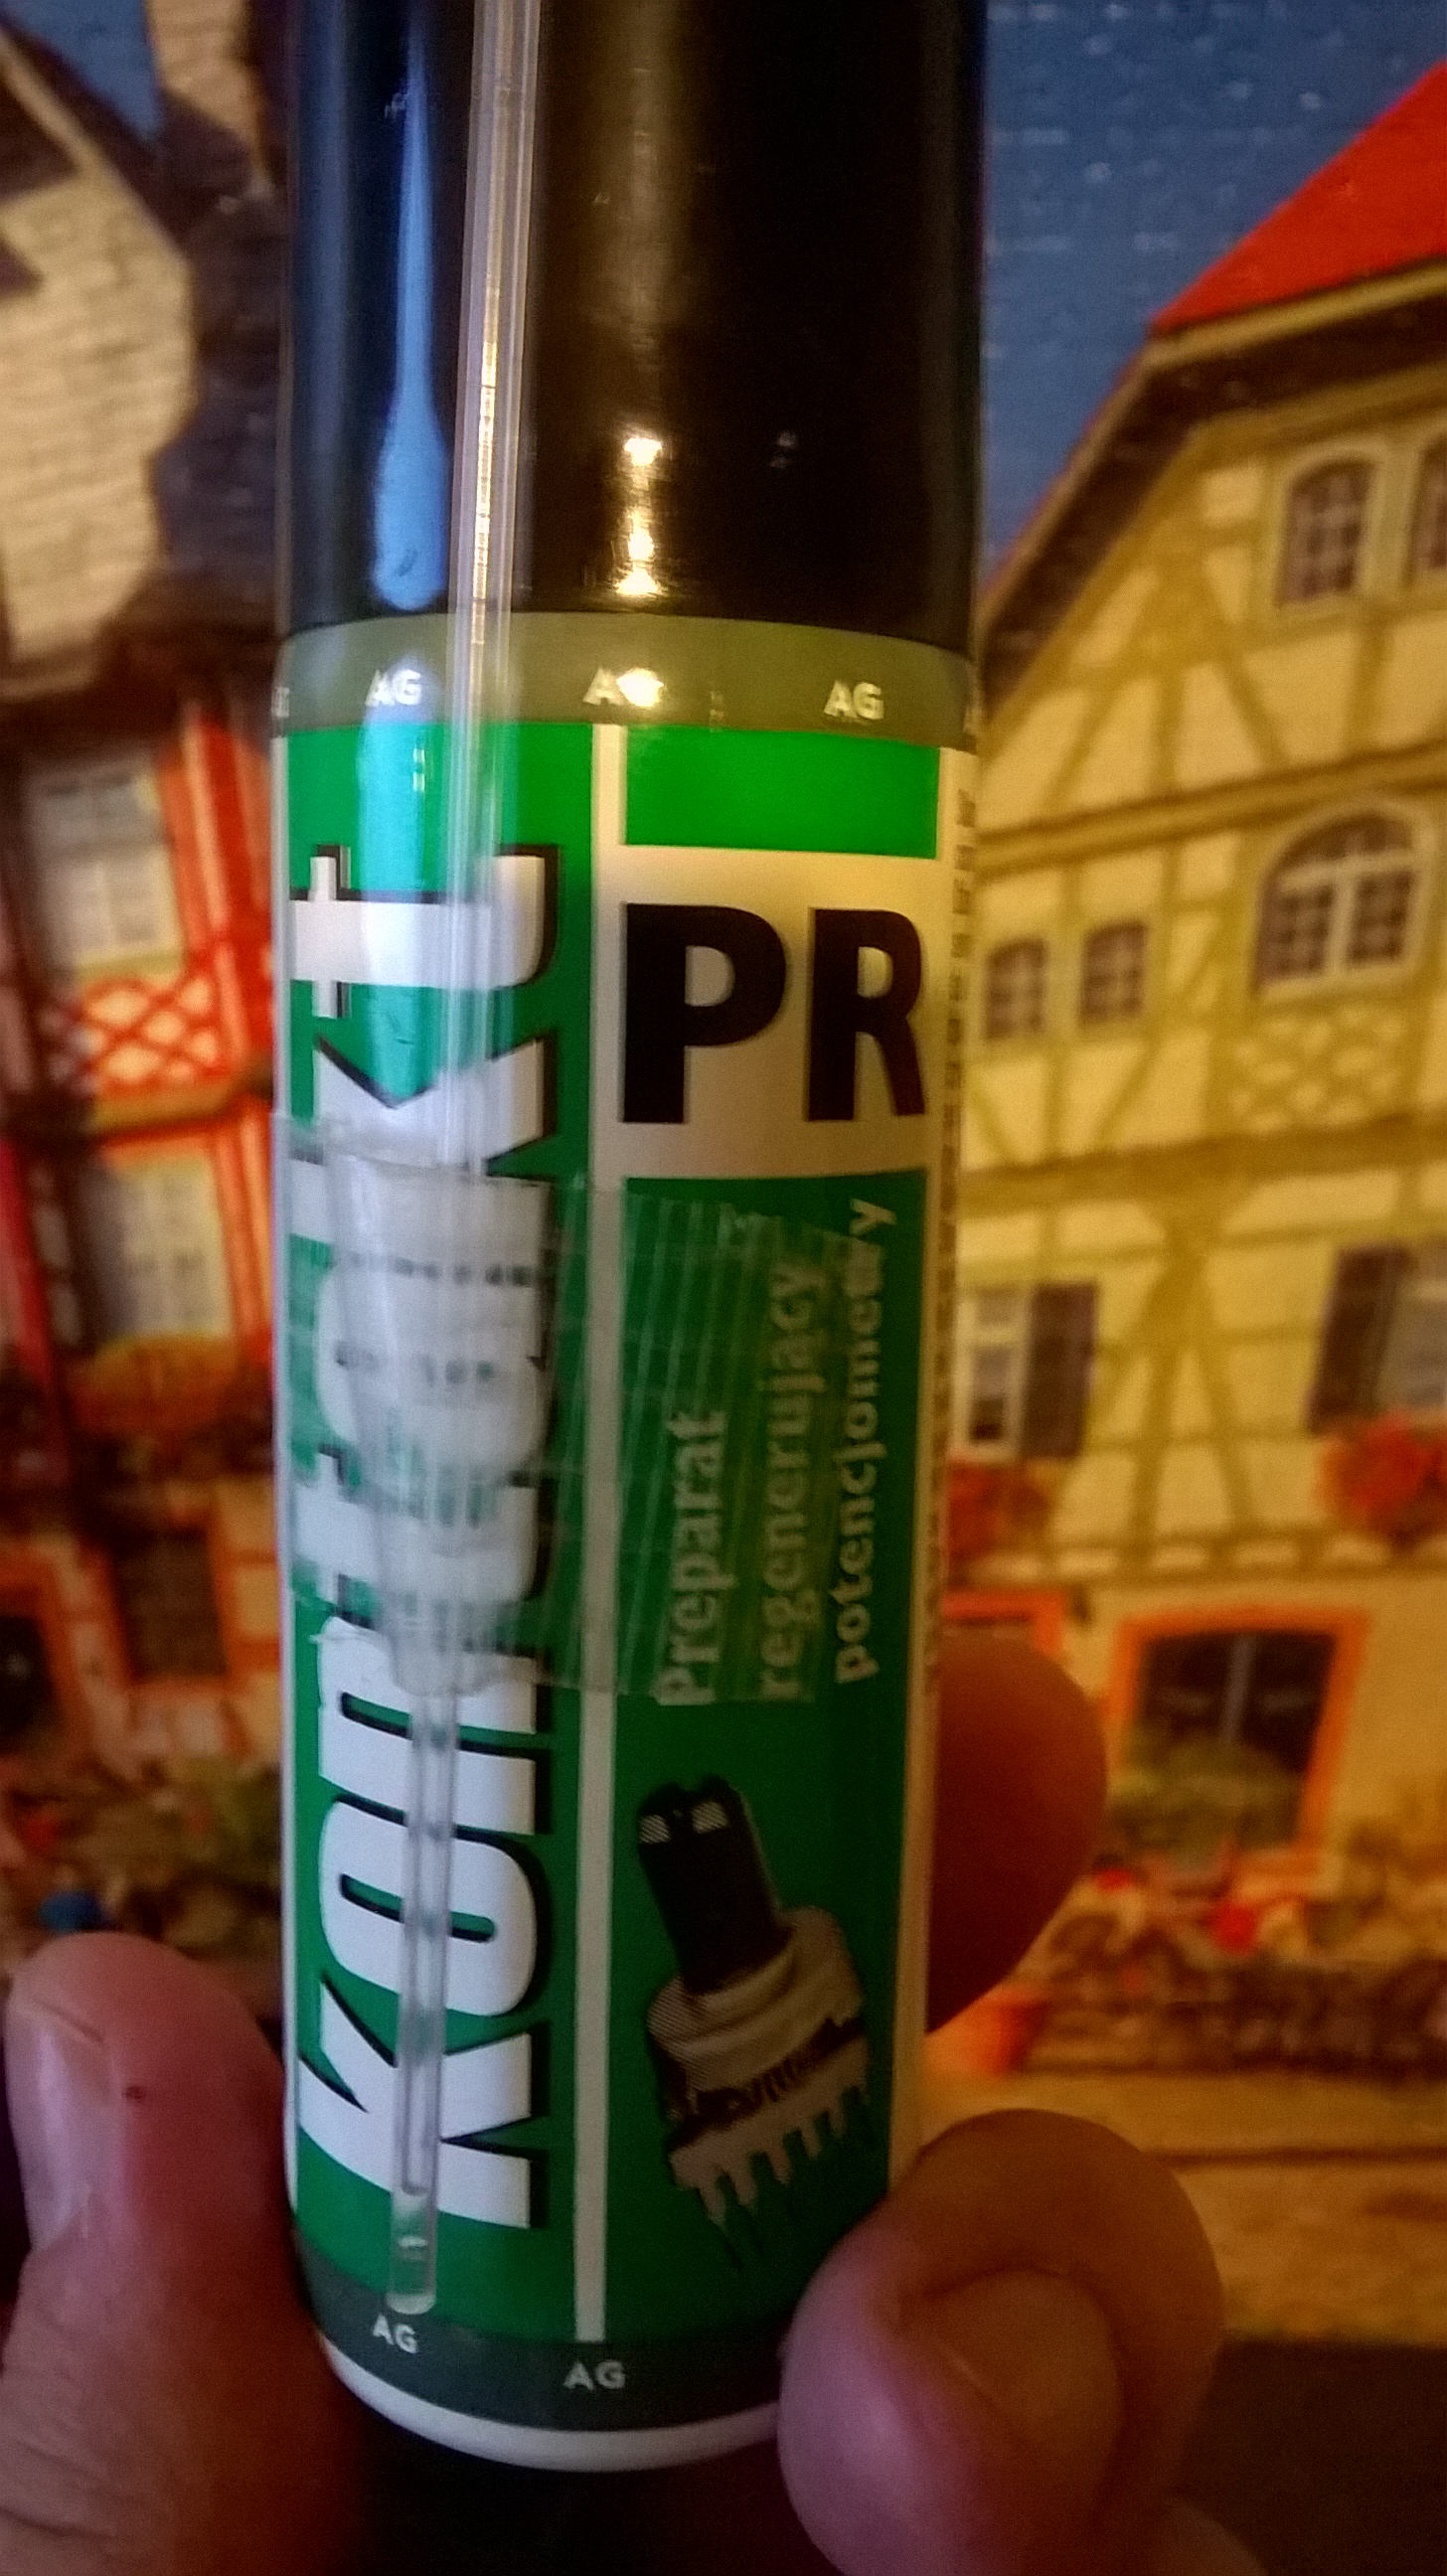 AG AG AG
kontakt
PR
Preparat
regenerujący
potencjometry
AG AG